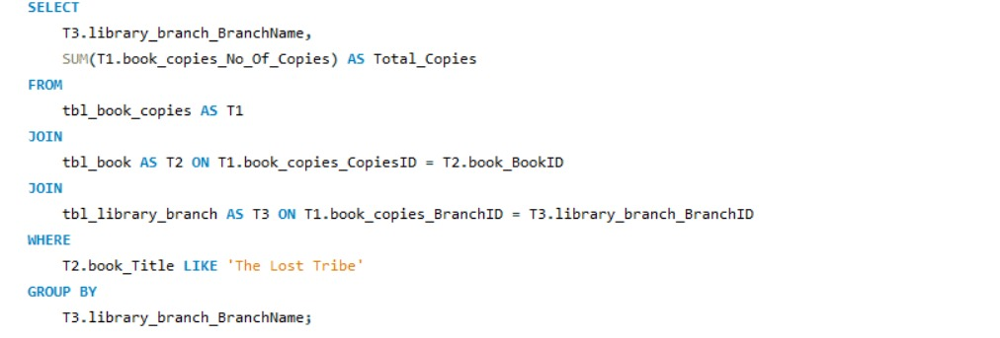 SELECT
T3.library_branch_BranchName,
SUM(T1.book_copies_No_Of_Copies) AS Total_Copies
FROM
tbl_book_copies AS T1
JOIN
tbl_book AS T2 ON T1.book_copies_CopiesID = T2.book_BookID
JOIN
tbl_library_branch AS T3 ON T1.book_copies_BranchID = T3.library_branch_BranchID
WHERE
T2.book_Title LIKE 'The Lost Tribe'
GROUP BY
T3.library_branch_BranchName;